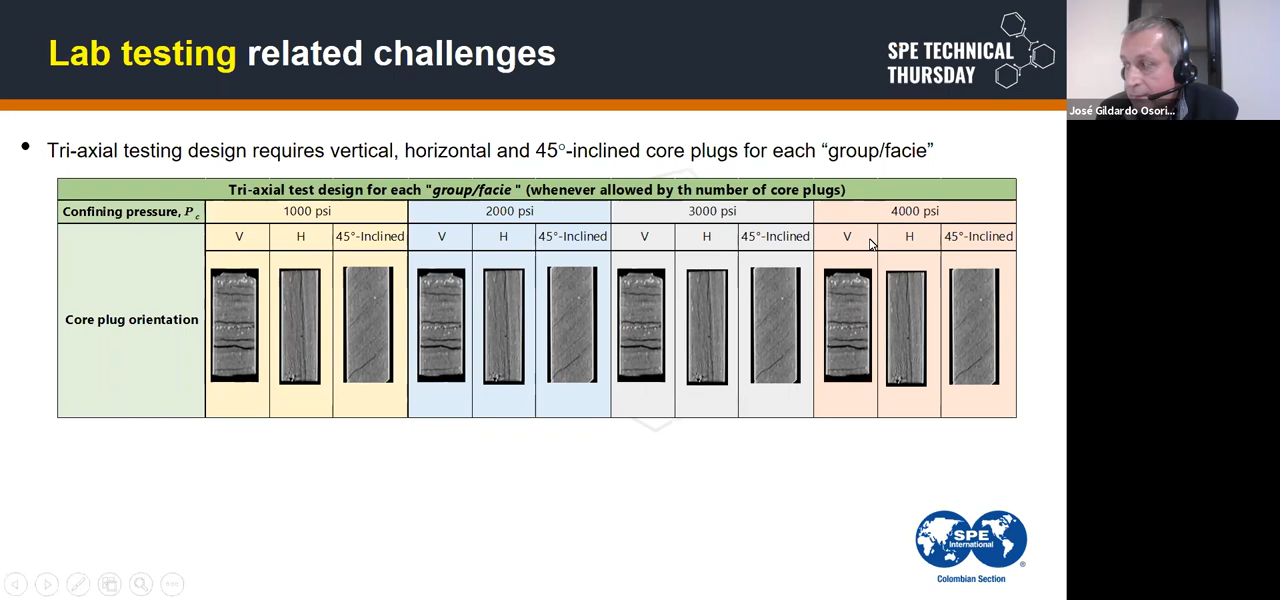 Lab testing related challenges
SPE TECHNICAL
THURSDAY
José Gildardo Osori...
• Tri-axial testing design requires vertical, horizontal and 45°-inclined core plugs for each “group/facie”
Tri-axial test design for each "group/facie " (whenever allowed by th number of core plugs)
Confining pressure, P c 1000 psi 2000 psi 3000 psi 4000 psi
V H 45°-Inclined V H 45°-Inclined V H 45°-Inclined V H 45°-Inclined
Core plug orientation
SPE
International
®
Colombian Section